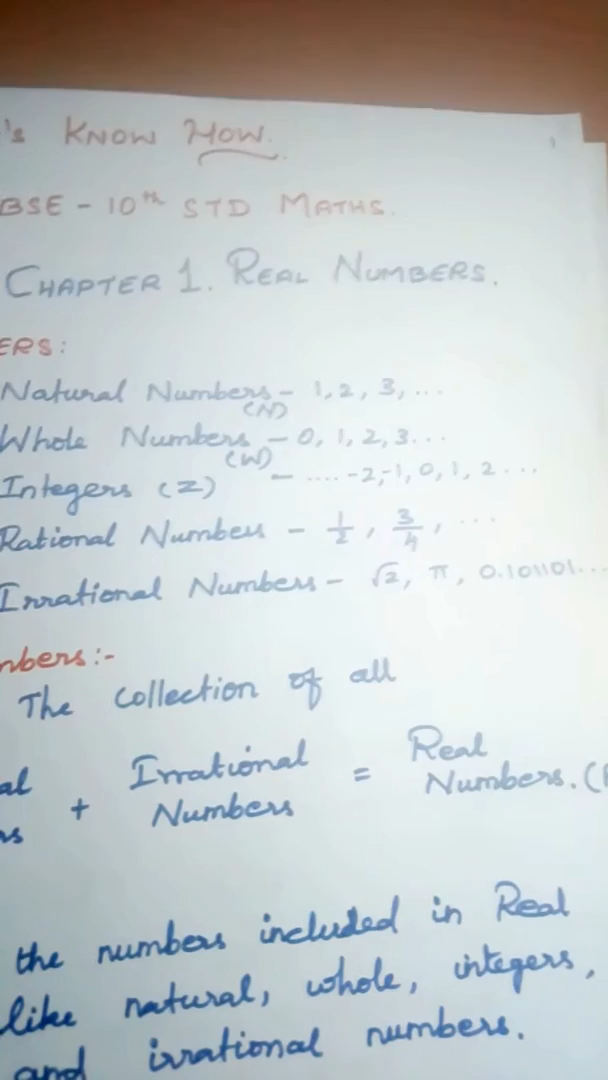 's KNOW HOW.
BSE - 10th STD MATHS.
CHAPTER 1. REAL NUMBERS.
ERS:
Natural Numbers - 1, 2, 3, ...
(N)
Whole Numbers - 0, 1, 2, 3...
(W)
Integers (Z) - .... -2, -1, 0, 1, 2 ...
Rational Numbers - 1/2, 3/4, ...
Irrational Numbers - √2, π, 0.101101...
mbers:-
The collection of all
al + Irrational = Real
rs Numbers Numbers. (R
the numbers included in Real
like natural, whole, integers,
and irrational numbers.